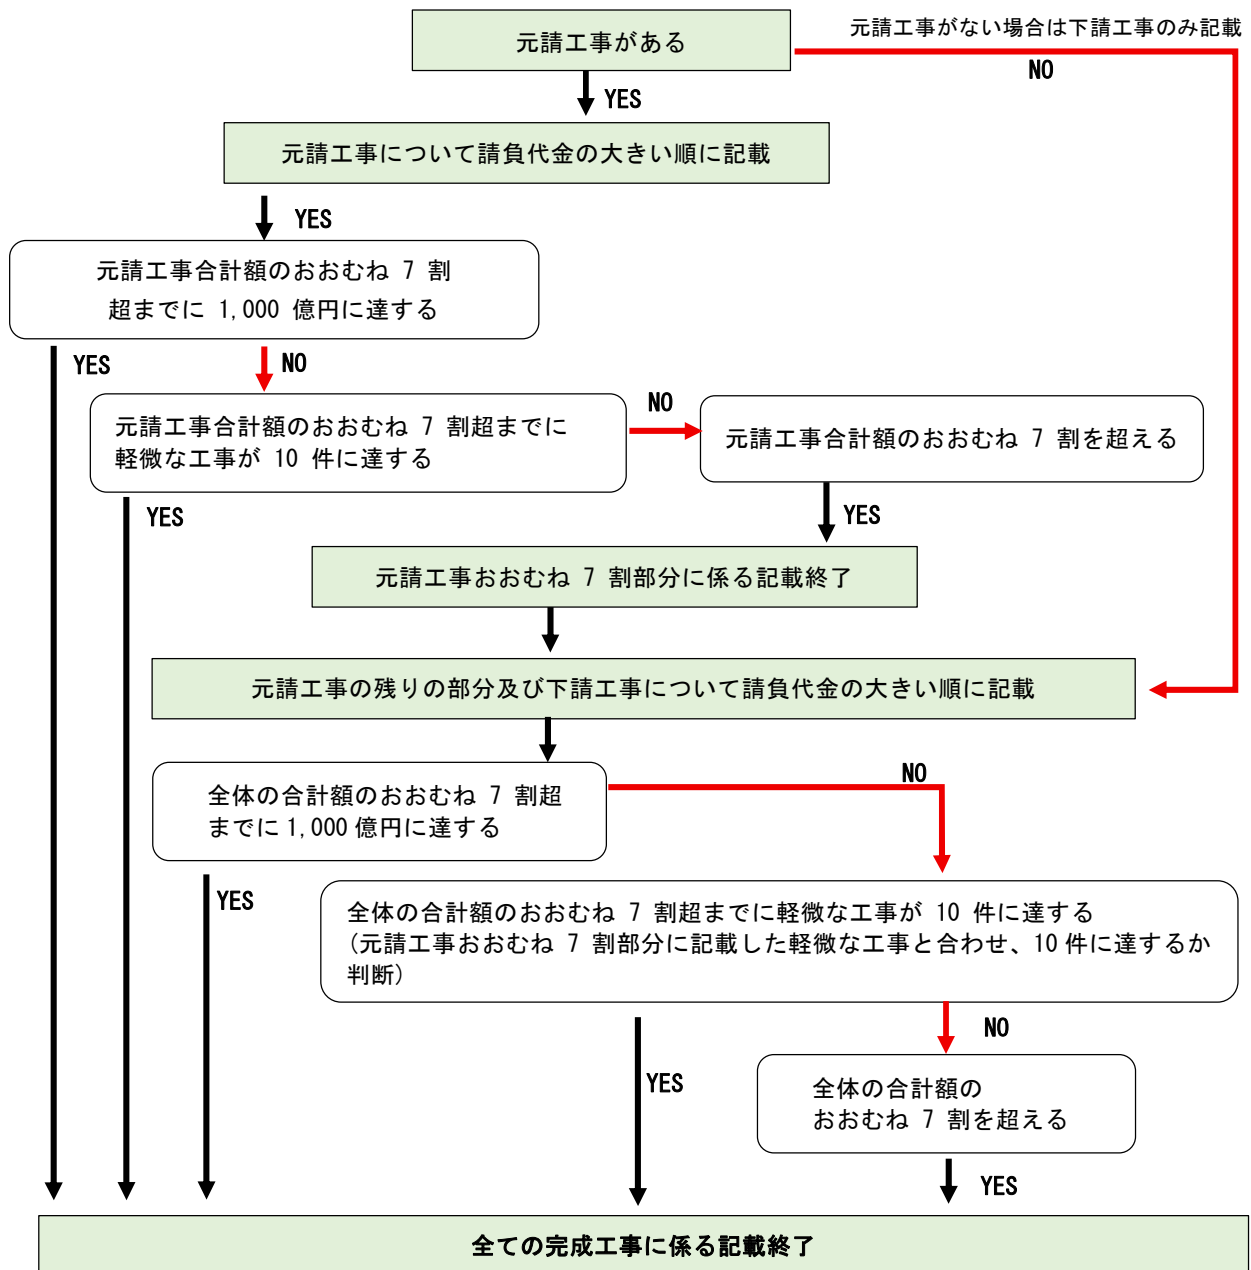 元請工事がある
元請工事がない場合は下請工事のみ記載
NO
YES
元請工事について請負代金の大きい順に記載
YES
元請工事合計額のおおむね 7 割
超までに 1,000 億円に達する
YES
NO
元請工事合計額のおおむね 7 割超までに
軽微な工事が 10 件に達する
NO
元請工事合計額のおおむね 7 割を超える
YES
YES
元請工事おおむね 7 割部分に係る記載終了
元請工事の残りの部分及び下請工事について請負代金の大きい順に記載
全体の合計額のおおむね 7 割超
までに1,000億円に達する
NO
YES
全体の合計額のおおむね 7 割超までに軽微な工事が 10 件に達する
(元請工事おおむね 7 割部分に記載した軽微な工事と合わせ、10件に達するか
判断)
NO
YES
全体の合計額の
おおむね 7 割を超える
YES
全ての完成工事に係る記載終了